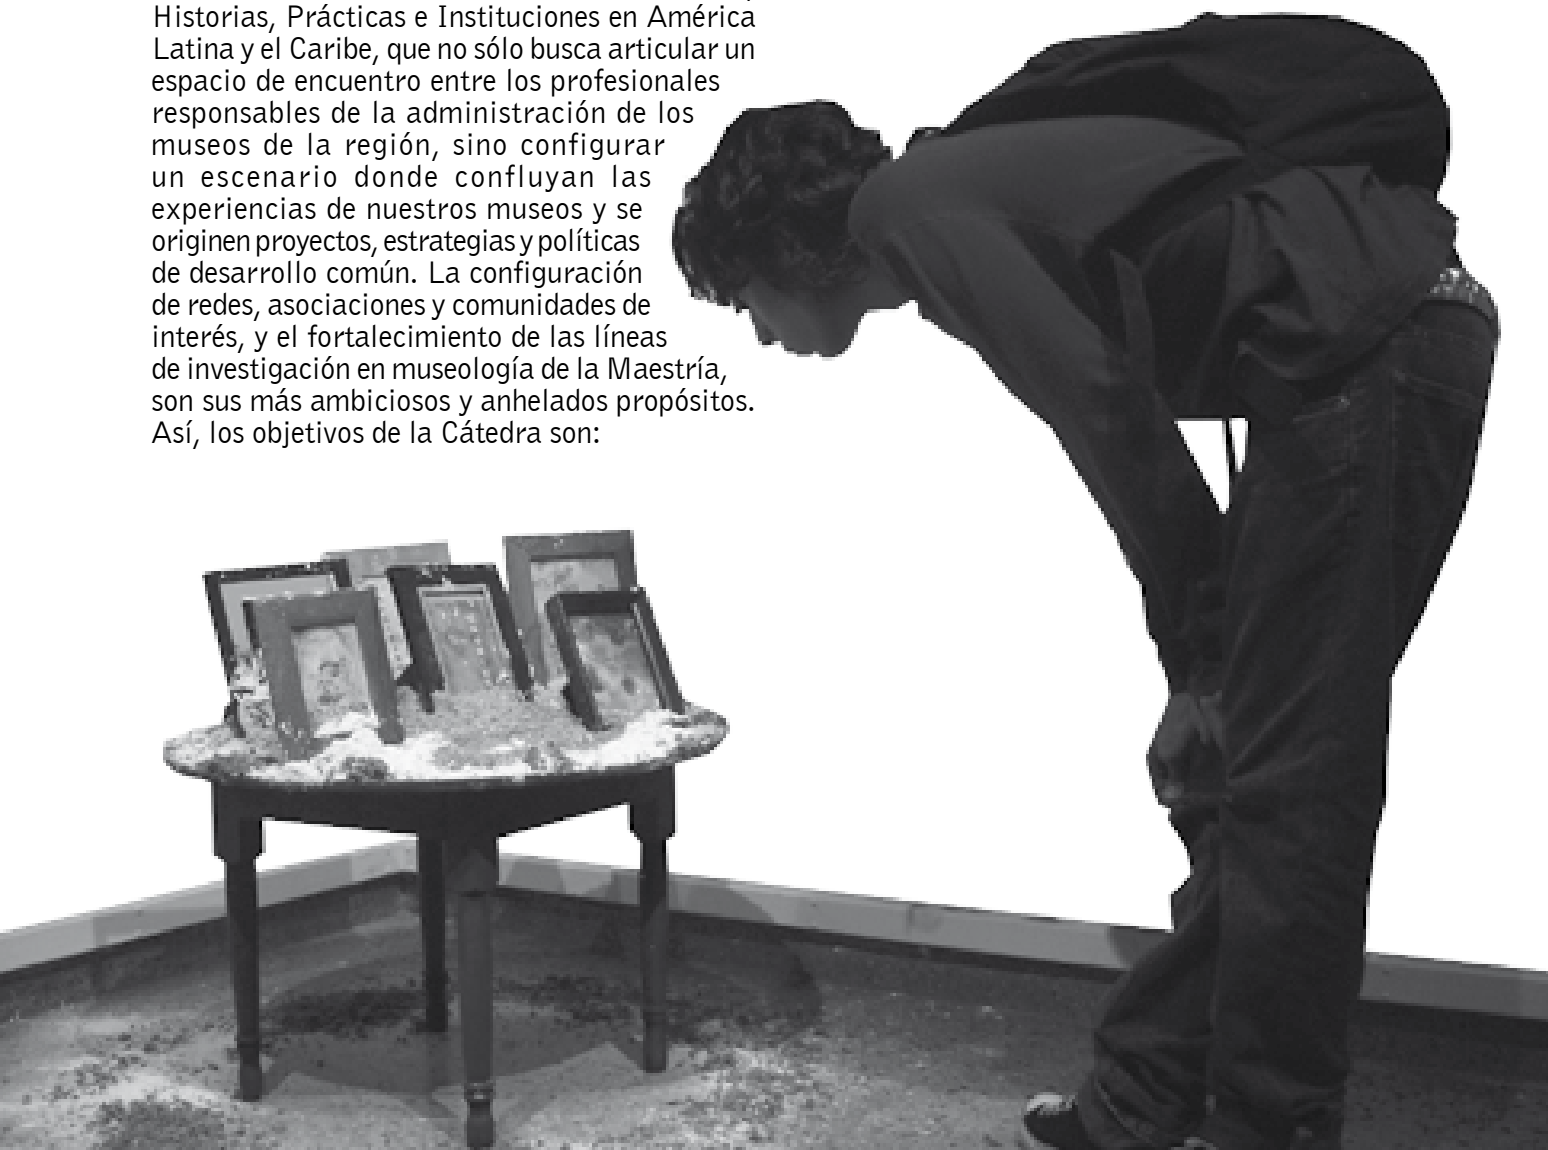 Historias, Prácticas e Instituciones en América
Latina y el Caribe, que no sólo busca articular un
espacio de encuentro entre los profesionales
responsables de la administración de los
museos de la región, sino configurar
un escenario donde confluyan las
experiencias de nuestros museos y se
originen proyectos, estrategias y políticas
de desarrollo común. La configuración
de redes, asociaciones y comunidades de
interés, y el fortalecimiento de las líneas
de investigación en museología de la Maestría,
son sus más ambiciosos y anhelados propósitos.
Así, los objetivos de la Cátedra son: